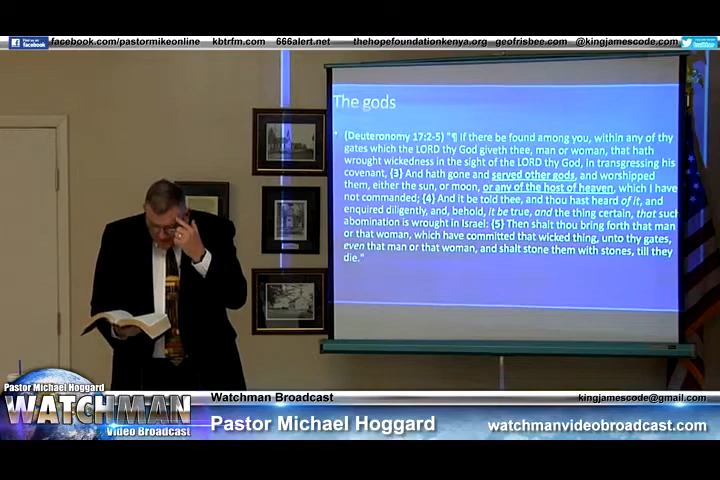 facebook.com/pastormikeonline kbtrfm.com 666alert.net thehopefoundationkenya.org geofrisbee.com @kingjamescode.com
The gods
(Deuteronomy 17:2-5) "¶ If there be found among you, within any of thy
gates which the LORD thy God giveth thee, man or woman, that hath
wrought wickedness in the sight of the LORD thy God, in transgressing his
covenant, {3} And hath gone and served other gods, and worshipped
them, either the sun, or moon, or any of the host of heaven, which I have
not commanded; {4} And it be told thee, and thou hast heard of it, and
enquired diligently, and, behold, it be true, and the thing certain, that such
abomination is wrought in Israel: {5} Then shalt thou bring forth that man
or that woman, which have committed that wicked thing, unto thy gates,
even that man or that woman, and shalt stone them with stones, till they
die."
Pastor Michael Hoggard
WATCHMAN
Video Broadcast
Watchman Broadcast kingjamescode@gmail.com
Pastor Michael Hoggard watchmanvideobroadcast.com